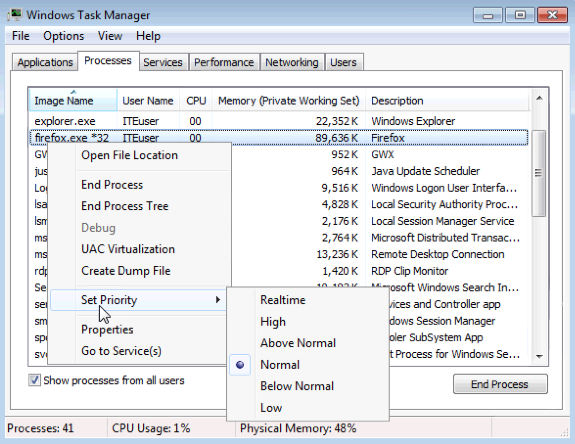 Windows Task Manager
File Options View Help
Applications Processes Services Performance Networking Users
Image Name User Name CPU Memory (Private Working Set) Description
explorer.exe ITEuser 00 22,352 K Windows Explorer
firefox.exe *32 ITEuser 00 89,636 K Firefox
GW 952 K GWX
Open File Location
jus 964 K Java Update Scheduler
End Process
Log 9,516 K Windows Logon User Interfa...
End Process Tree
lsa 4,828 K Local Security Authority Proc...
lsm 2,176 K Local Session Manager Service
Debug
ms 2,764 K Microsoft Distributed Transac...
UAC Virtualization
ms 13,236 K Remote Desktop Connection
Create Dump File
rdp 1,420 K RDP Clip Monitor
Se Microsoft Windows Search In...
Set Priority
ser vices and Controller app
Realtime
sm dows Session Manager
High
Properties
spo oler SubSystem App
Above Normal
Go to Service(s)
svc t Process for Windows Se...
Normal
Below Normal
Low
Show processes from all users
End Process
Processes: 41 CPU Usage: 1% Physical Memory: 48%